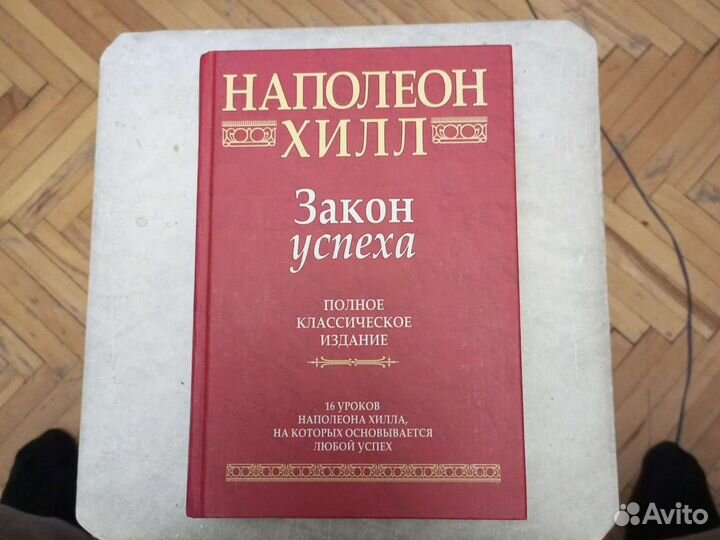 НАПОЛЕОН
ХИЛЛ
Закон
успеха
ПОЛНОЕ
КЛАССИЧЕСКОЕ
ИЗДАНИЕ
16 УРОКОВ
НАПОЛЕОНА ХИЛЛА,
НА КОТОРЫХ ОСНОВЫВАЕТСЯ
ЛЮБОЙ УСПЕХ
Avito